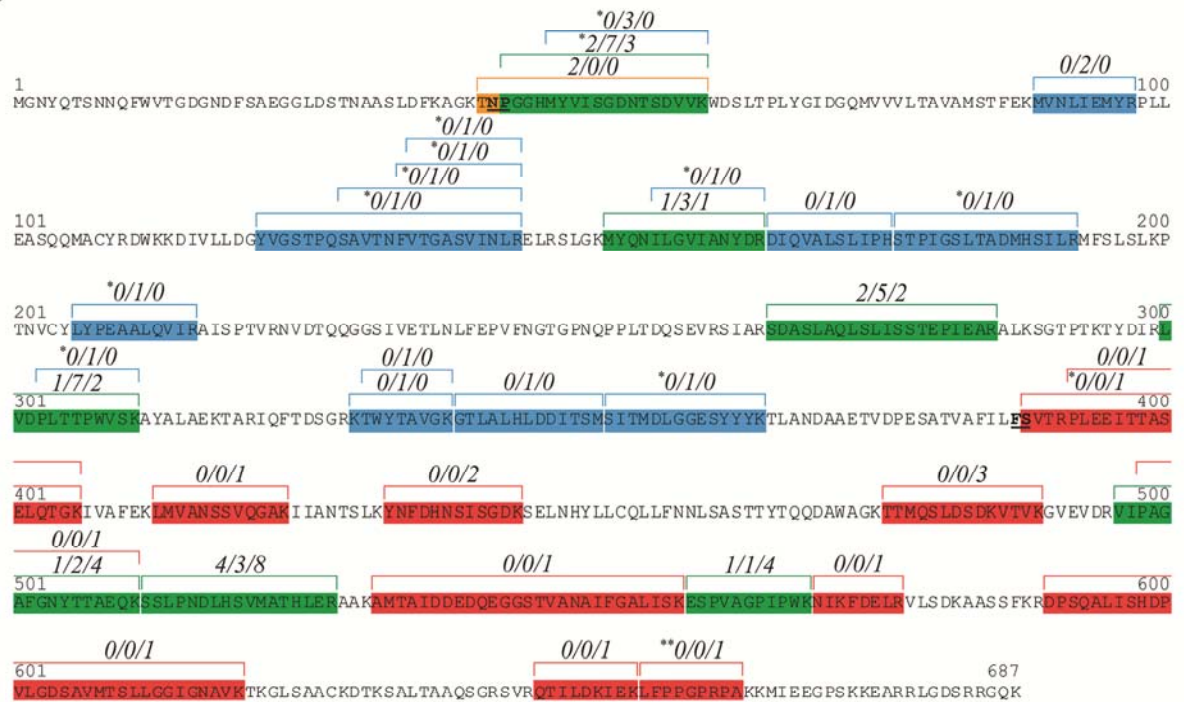 *0/3/0
*2/7/3
2/0/0 0/2/0
1 100
MGNYQTSNNQFWVTGDGNDFSAEGGLDSTNAASLDFKAGKTNPGGHMYVISGDNTSDVVKWDSLTPLYGIDGQMVVVLTAVAMSTFEKMVNLIEMYRPLL
*0/1/0
*0/1/0
*0/1/0 *0/1/0
*0/1/0 1/3/1 0/1/0 *0/1/0
101 200
EASQQMACYRDWKKDIVLLDGYVGSTPQSAVTNFVTGASVINLRELRSLGKMYQNILGVIANYDRDIQVALSLIPHSTPIGSLTADMHSILRMFSLSLKP
*0/1/0 2/5/2
201 300
TNVCYLYPEAALQVIRAISPTVRNVDTQQGGSIVETLNLFEPVFNGTGPNQPPLTDQSEVRSIARSDASLAQLSLISSTEPIEARALKSGTPTKTYDIRL
*0/1/0 0/1/0 0/0/1
1/7/2 0/1/0 0/1/0 *0/1/0 *0/0/1
301 400
VDPLTTPWVSKAYALAEKTARIQFTDSGRKTWYTAVGKGTLALHLDDITSMSITMDLGGESYYYKTLANDAAETVDPESATVAFILFSVTRPLEEITTAS
0/0/1 0/0/2 0/0/3
401 500
ELQTGKIVAFEKLMVANSSVQGAKIIANTSLKYNFDHNSISGDKSELNHYLLCQLLFNNLSASTTYTQQDAWAGKTTMQSLDSDKVTVKGVEVDRVIPAG
0/0/1
1/2/4 4/3/8 0/0/1 1/1/4 0/0/1
501 600
AFGNYTTAEQKSSLPNDLHSVMATHLERAAKAMTAIDDEDQEGGSTVANAIFGALISKESPVAGPIPWKNIKFDELRVLSDKAASSFKRDPSQALISHDP
0/0/1 0/0/1 **0/0/1
601 687
VLGDSAVMTSLLGGIGNAVKTKGLSAACKDTKSALTAAQSGRSVRQTILDKIEKLFPPGPRPAKKMIEEGPSKKEARRLGDSRRGQK